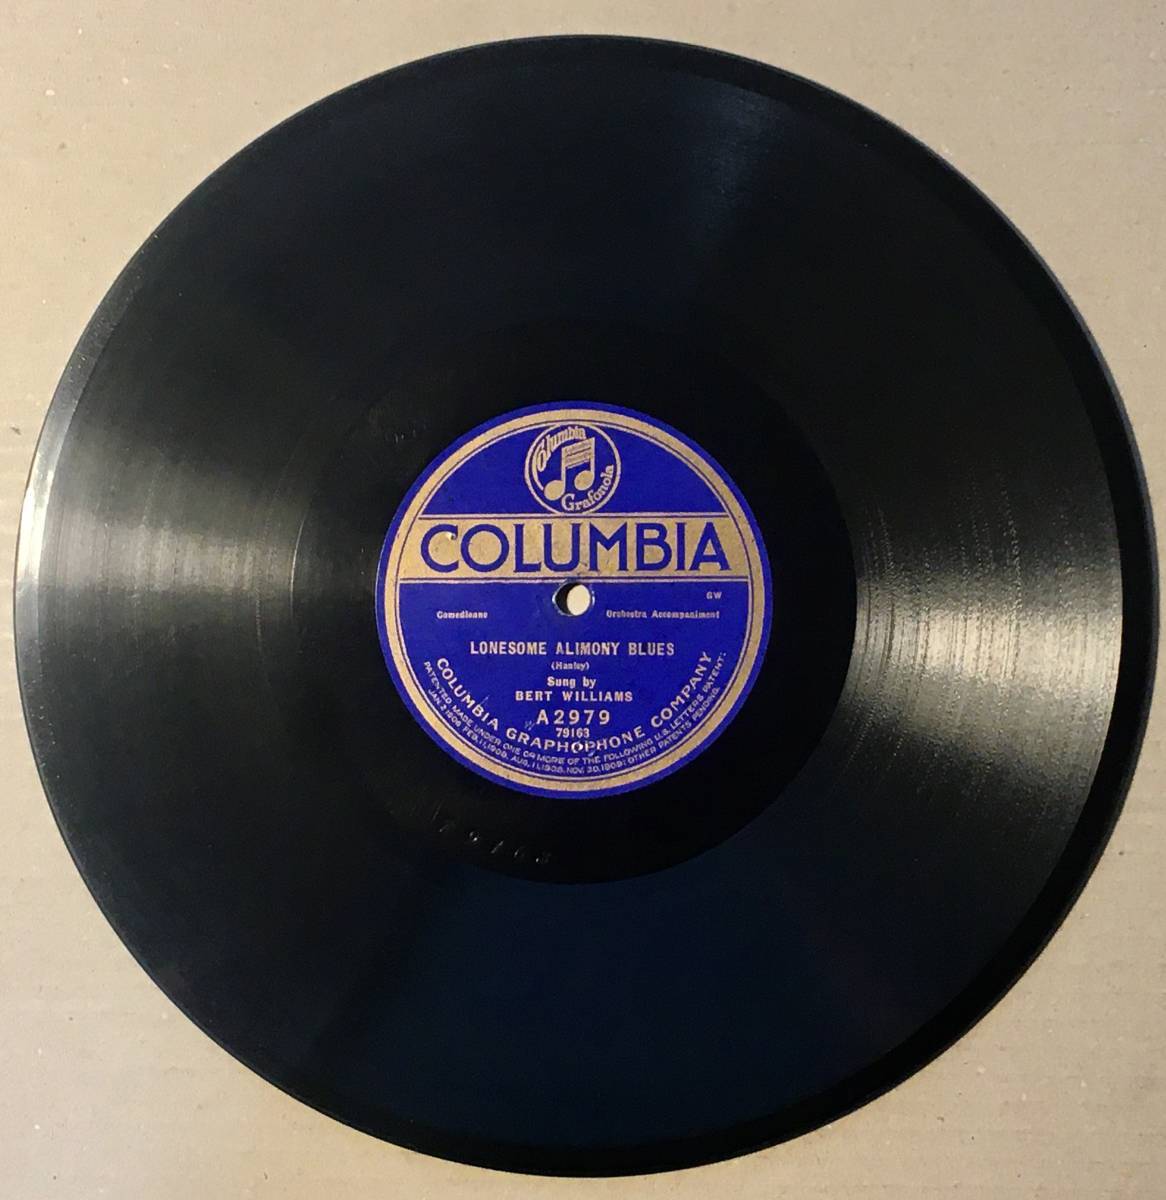 Columbia
Grafonola
COLUMBIA
GW
Comedienne Orchestra Accompaniment
LONESOME ALIMONY BLUES
(Hanley)
Sung by
BERT WILLIAMS
A2979
79163
COLUMBIA GRAPHOPHONE COMPANY
PATENTED, MADE UNDER ONE OR MORE OF THE FOLLOWING U.S. LETTERS PATENT:
JAN. 2, 1906, FEB. 11, 1908, AUG. 11, 1908, NOV. 30, 1909: OTHER PATENTS PENDING.
79163